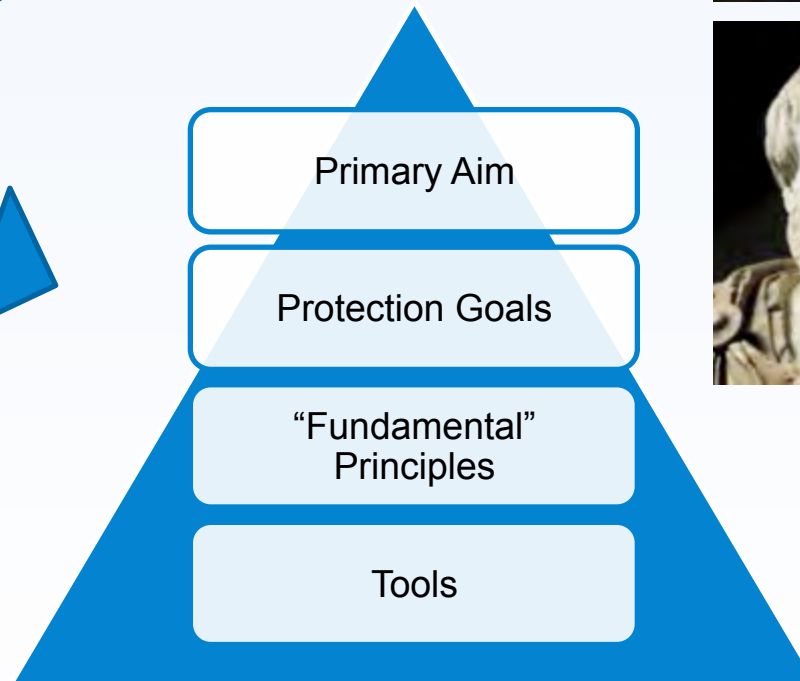 Primary Aim
Protection Goals
“Fundamental”
Principles
Tools